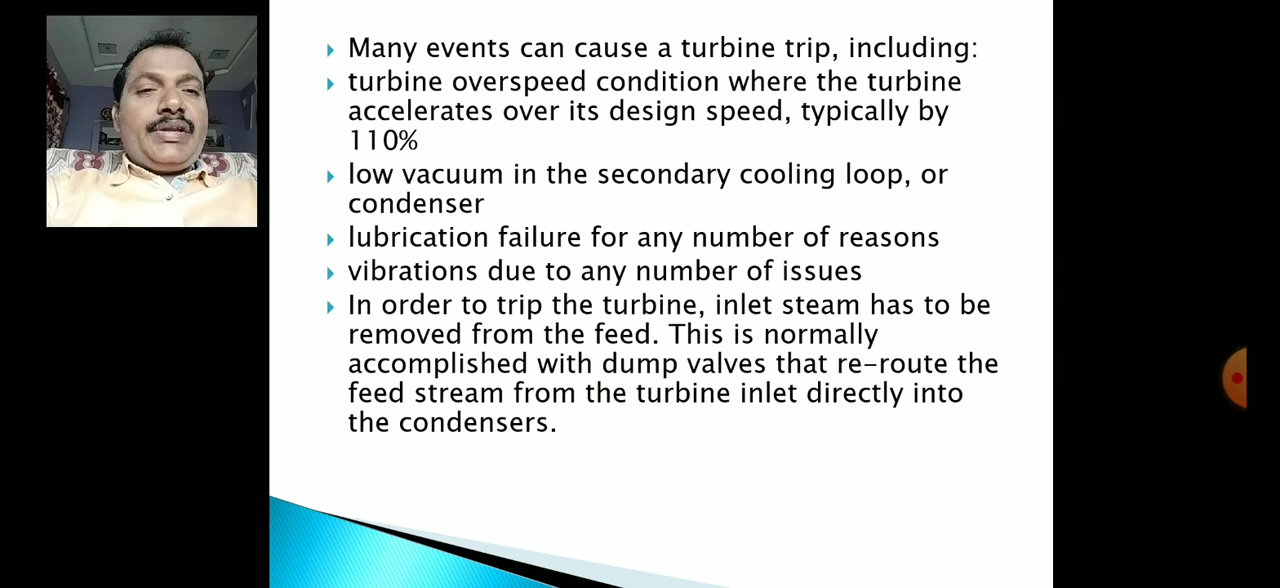 Many events can cause a turbine trip, including:
turbine overspeed condition where the turbine
accelerates over its design speed, typically by
110%
low vacuum in the secondary cooling loop, or
condenser
lubrication failure for any number of reasons
vibrations due to any number of issues
In order to trip the turbine, inlet steam has to be
removed from the feed. This is normally
accomplished with dump valves that re-route the
feed stream from the turbine inlet directly into
the condensers.